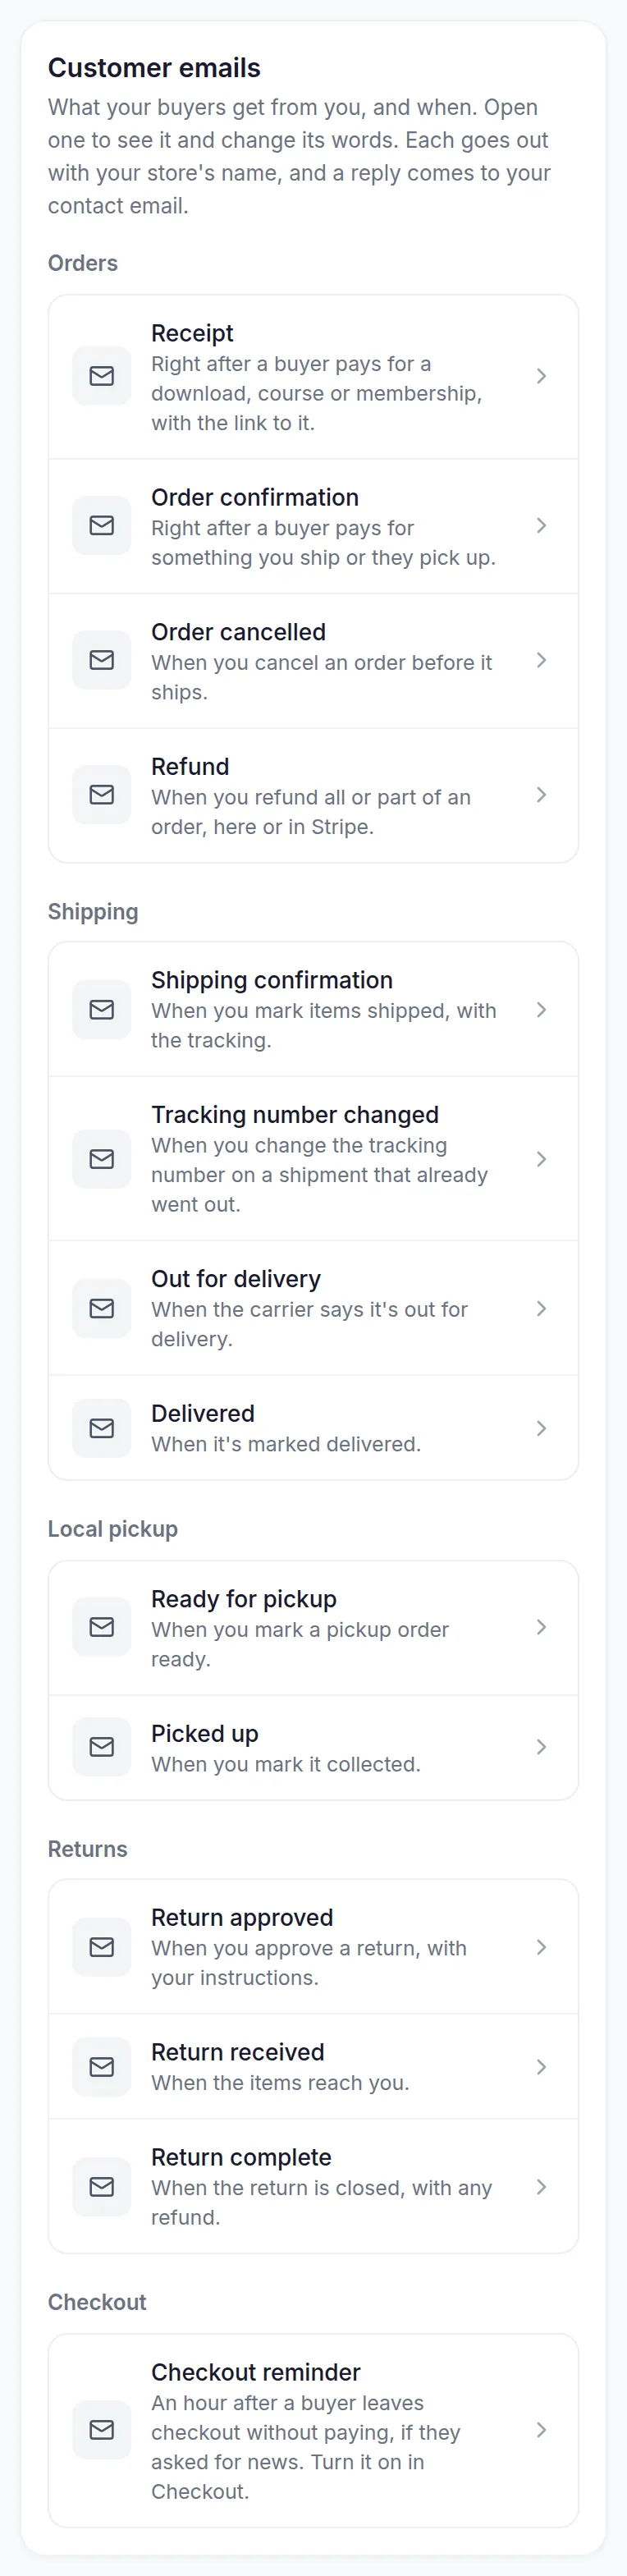 Customer emails
What your buyers get from you, and when. Open
one to see it and change its words. Each goes out
with your store's name, and a reply comes to your
contact email.
Orders
Receipt
Right after a buyer pays for a
download, course or membership,
with the link to it.
Order confirmation
Right after a buyer pays for
something you ship or they pick up.
Order cancelled
When you cancel an order before it
ships.
Refund
When you refund all or part of an
order, here or in Stripe.
Shipping
Shipping confirmation
When you mark items shipped, with
the tracking.
Tracking number changed
When you change the tracking
number on a shipment that already
went out.
Out for delivery
When the carrier says it's out for
delivery.
Delivered
When it's marked delivered.
Local pickup
Ready for pickup
When you mark a pickup order
ready.
Picked up
When you mark it collected.
Returns
Return approved
When you approve a return, with
your instructions.
Return received
When the items reach you.
Return complete
When the return is closed, with any
refund.
Checkout
Checkout reminder
An hour after a buyer leaves
checkout without paying, if they
asked for news. Turn it on in
Checkout.